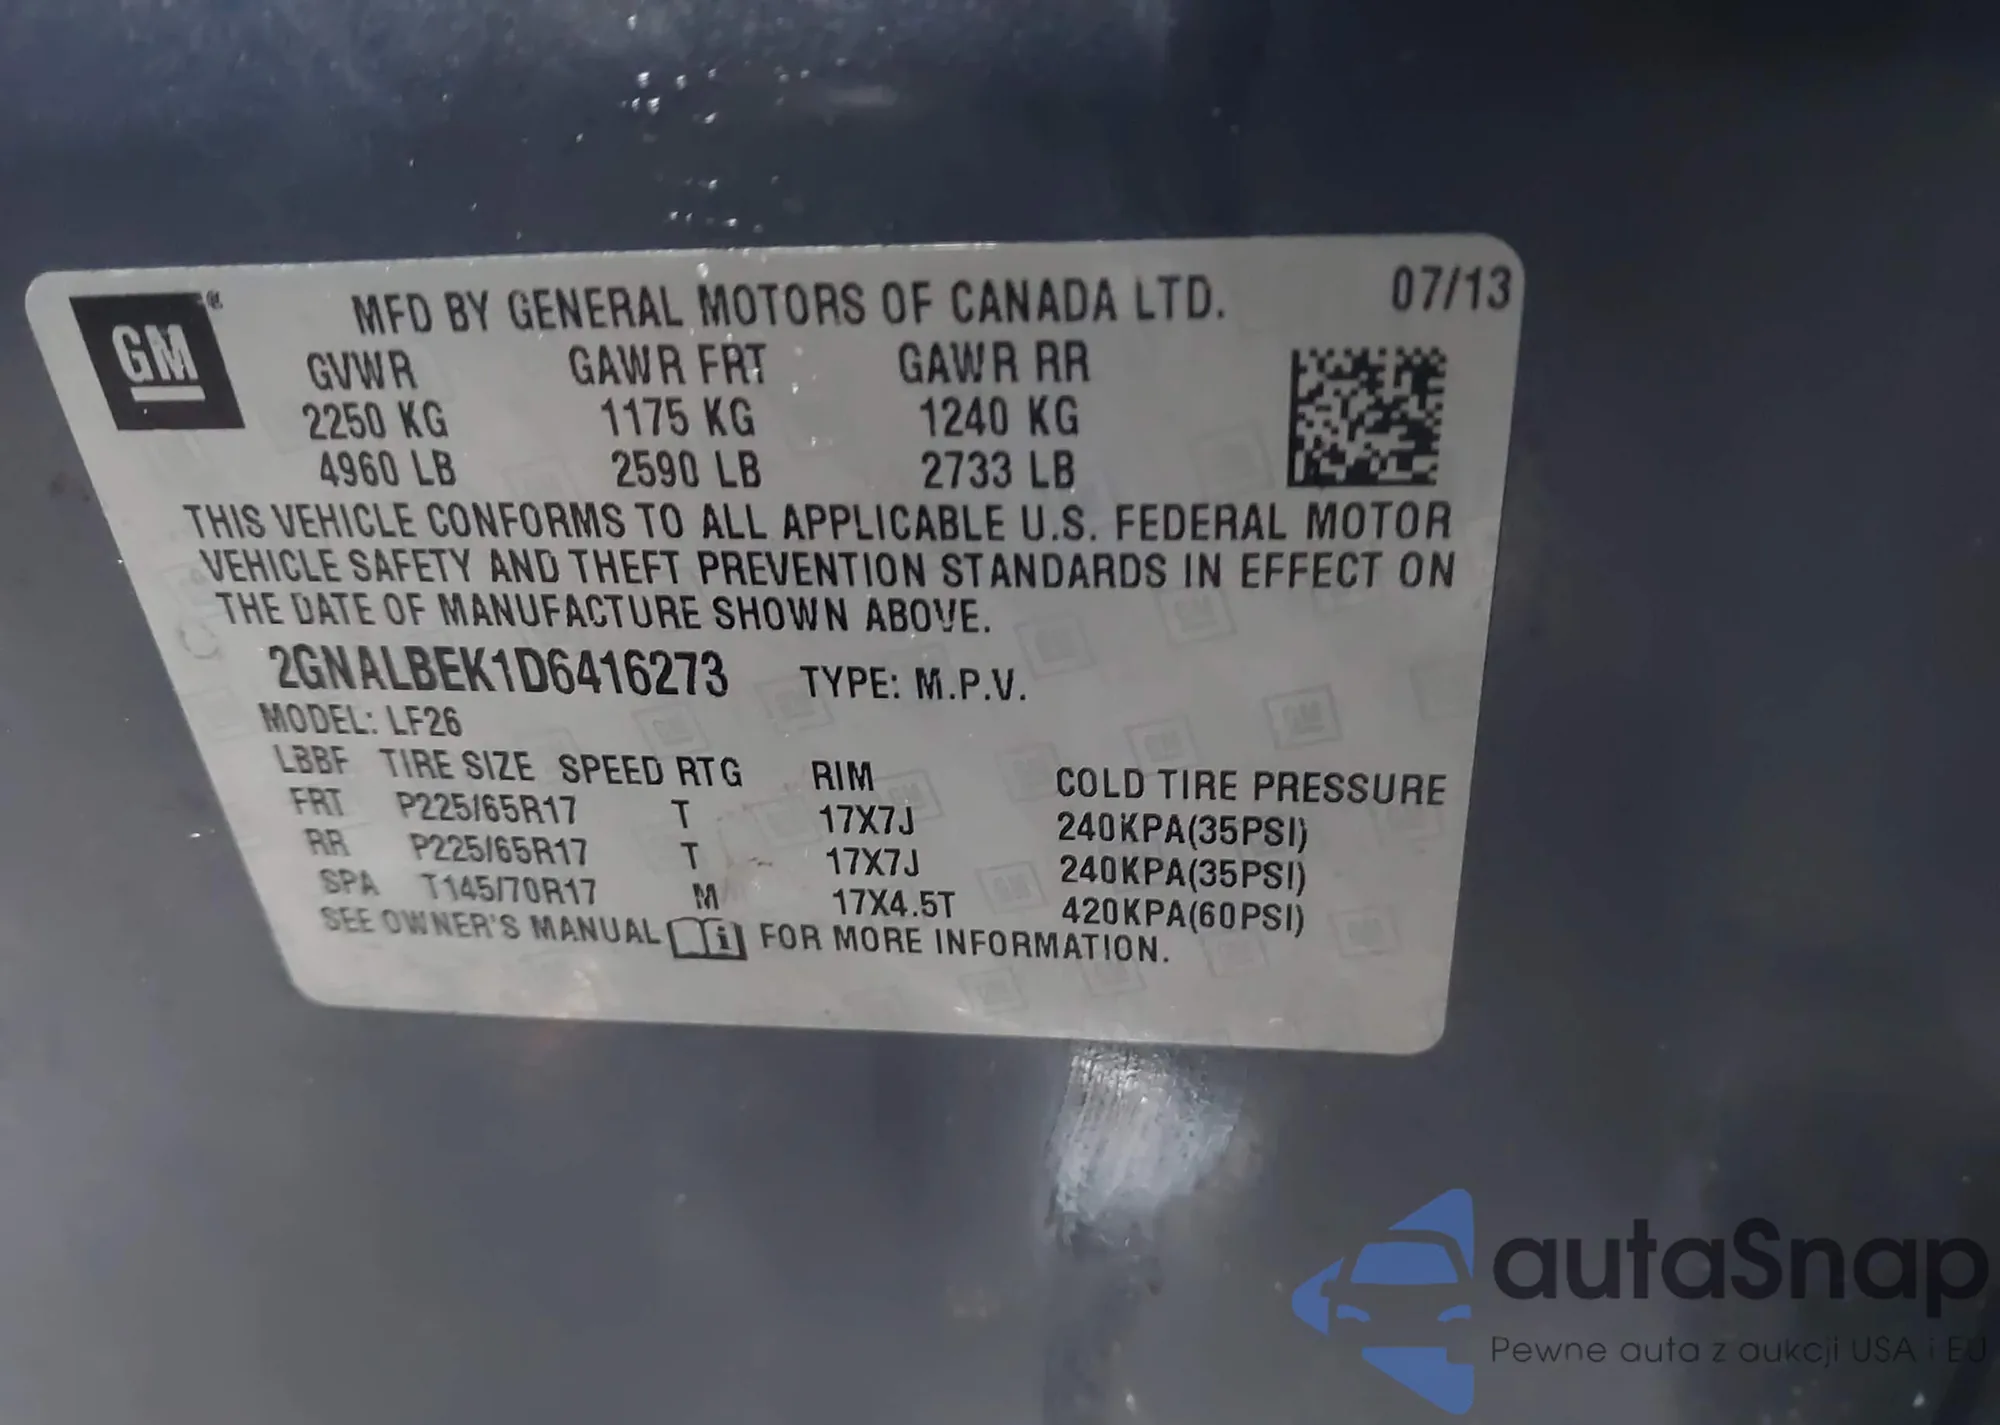 GM®
MFD BY GENERAL MOTORS OF CANADA LTD. 07/13
GVWR GAWR FRT GAWR RR
2250 KG 1175 KG 1240 KG
4960 LB 2590 LB 2733 LB
THIS VEHICLE CONFORMS TO ALL APPLICABLE U.S. FEDERAL MOTOR
VEHICLE SAFETY AND THEFT PREVENTION STANDARDS IN EFFECT ON
THE DATE OF MANUFACTURE SHOWN ABOVE.
2GNALBEK1D6416273 TYPE: M.P.V.
MODEL: LF26
LBBF TIRE SIZE SPEED RTG RIM COLD TIRE PRESSURE
FRT P225/65R17 T 17X7J 240KPA(35PSI)
RR P225/65R17 T 17X7J 240KPA(35PSI)
SPA T145/70R17 M 17X4.5T 420KPA(60PSI)
SEE OWNER'S MANUAL i FOR MORE INFORMATION.
autaSnap
Pewne auta z aukcji USA i EU